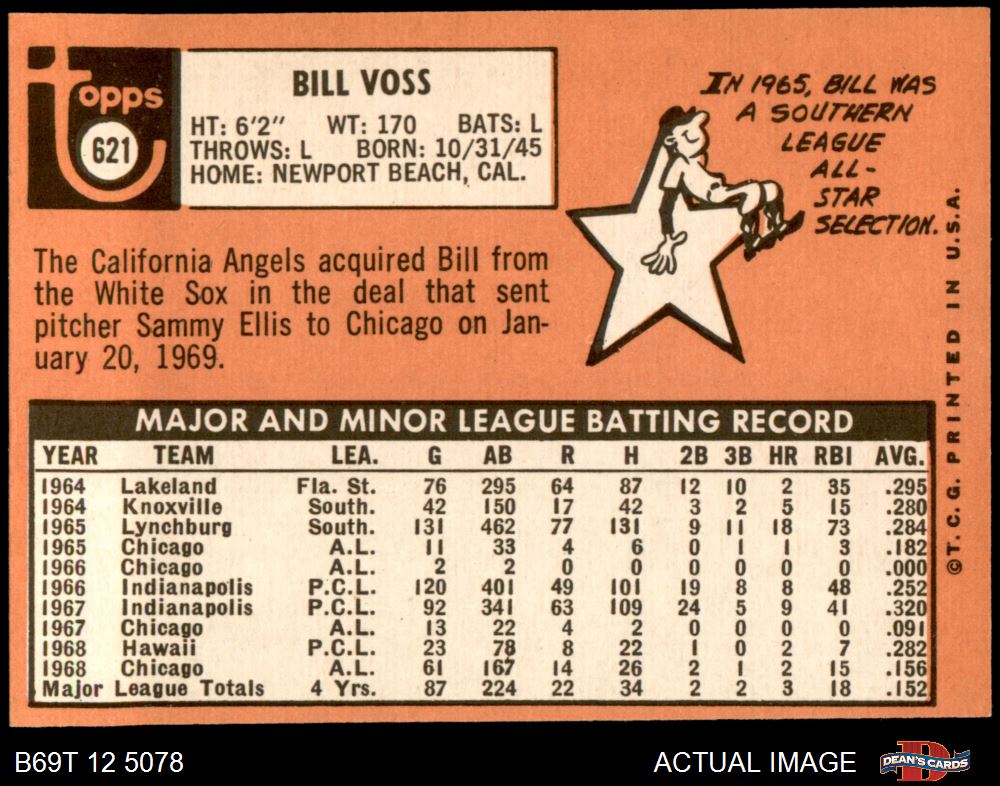 Topps
621
BILL VOSS
HT: 6'2" WT: 170 BATS: L
THROWS: L BORN: 10/31/45
HOME: NEWPORT BEACH, CAL.
IN 1965, BILL WAS
A SOUTHERN
LEAGUE
ALL-
STAR
SELECTION.
The California Angels acquired Bill from
the White Sox in the deal that sent
pitcher Sammy Ellis to Chicago on Jan-
uary 20, 1969.
MAJOR AND MINOR LEAGUE BATTING RECORD
YEAR TEAM LEA. G AB R H 2B 3B HR RBI AVG.
1964 Lakeland Fla. St. 76 295 64 87 12 10 2 35 .295
1964 Knoxville South. 42 150 17 42 3 2 5 15 .280
1965 Lynchburg South. 131 462 77 131 9 11 18 73 .284
1965 Chicago A.L. 11 33 4 6 0 1 1 3 .182
1966 Chicago A.L. 2 2 0 0 0 0 0 0 .000
1966 Indianapolis P.C.L. 120 401 49 101 19 8 8 48 .252
1967 Indianapolis P.C.L. 92 341 63 109 24 5 9 41 .320
1967 Chicago A.L. 13 22 4 2 0 0 0 0 .091
1968 Hawaii P.C.L. 23 78 8 22 1 0 2 7 .282
1968 Chicago A.L. 61 167 14 26 2 1 2 15 .156
Major League Totals 4 Yrs. 87 224 22 34 2 2 3 18 .152
©T.C.G. PRINTED IN U.S.A.
B69T 12 5078
ACTUAL IMAGE
D
DEAN'S CARDS